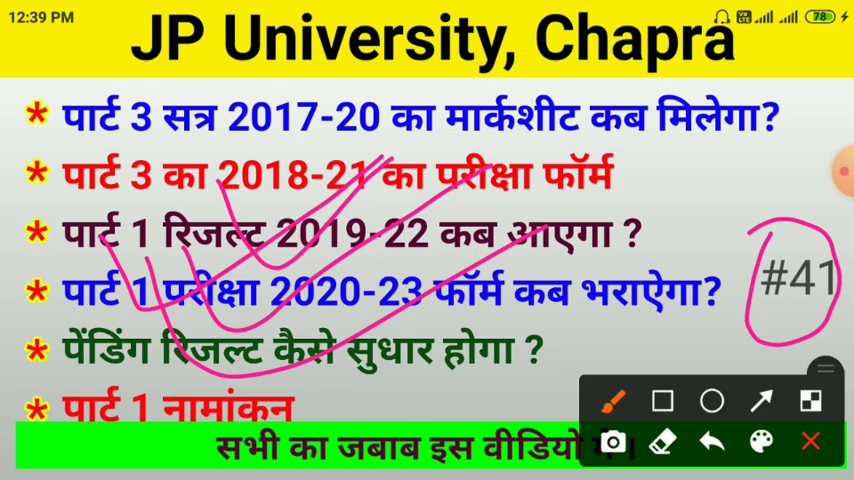 12:39 PM
78
JP University, Chapra
* पार्ट 3 सत्र 2017-20 का मार्कशीट कब मिलेगा?
* पार्ट 3 का 2018-21 का परीक्षा फॉर्म
* पार्ट 1 रिजल्ट 2019-22 कब आएगा ?
#41
* पार्ट 1 परीक्षा 2020-23 फॉर्म कब भराऐगा?
* पेंडिंग रिजल्ट कैसे सुधार होगा ?
* पार्ट 1 नामांकन
सभी का जबाब इस वीडियो में।